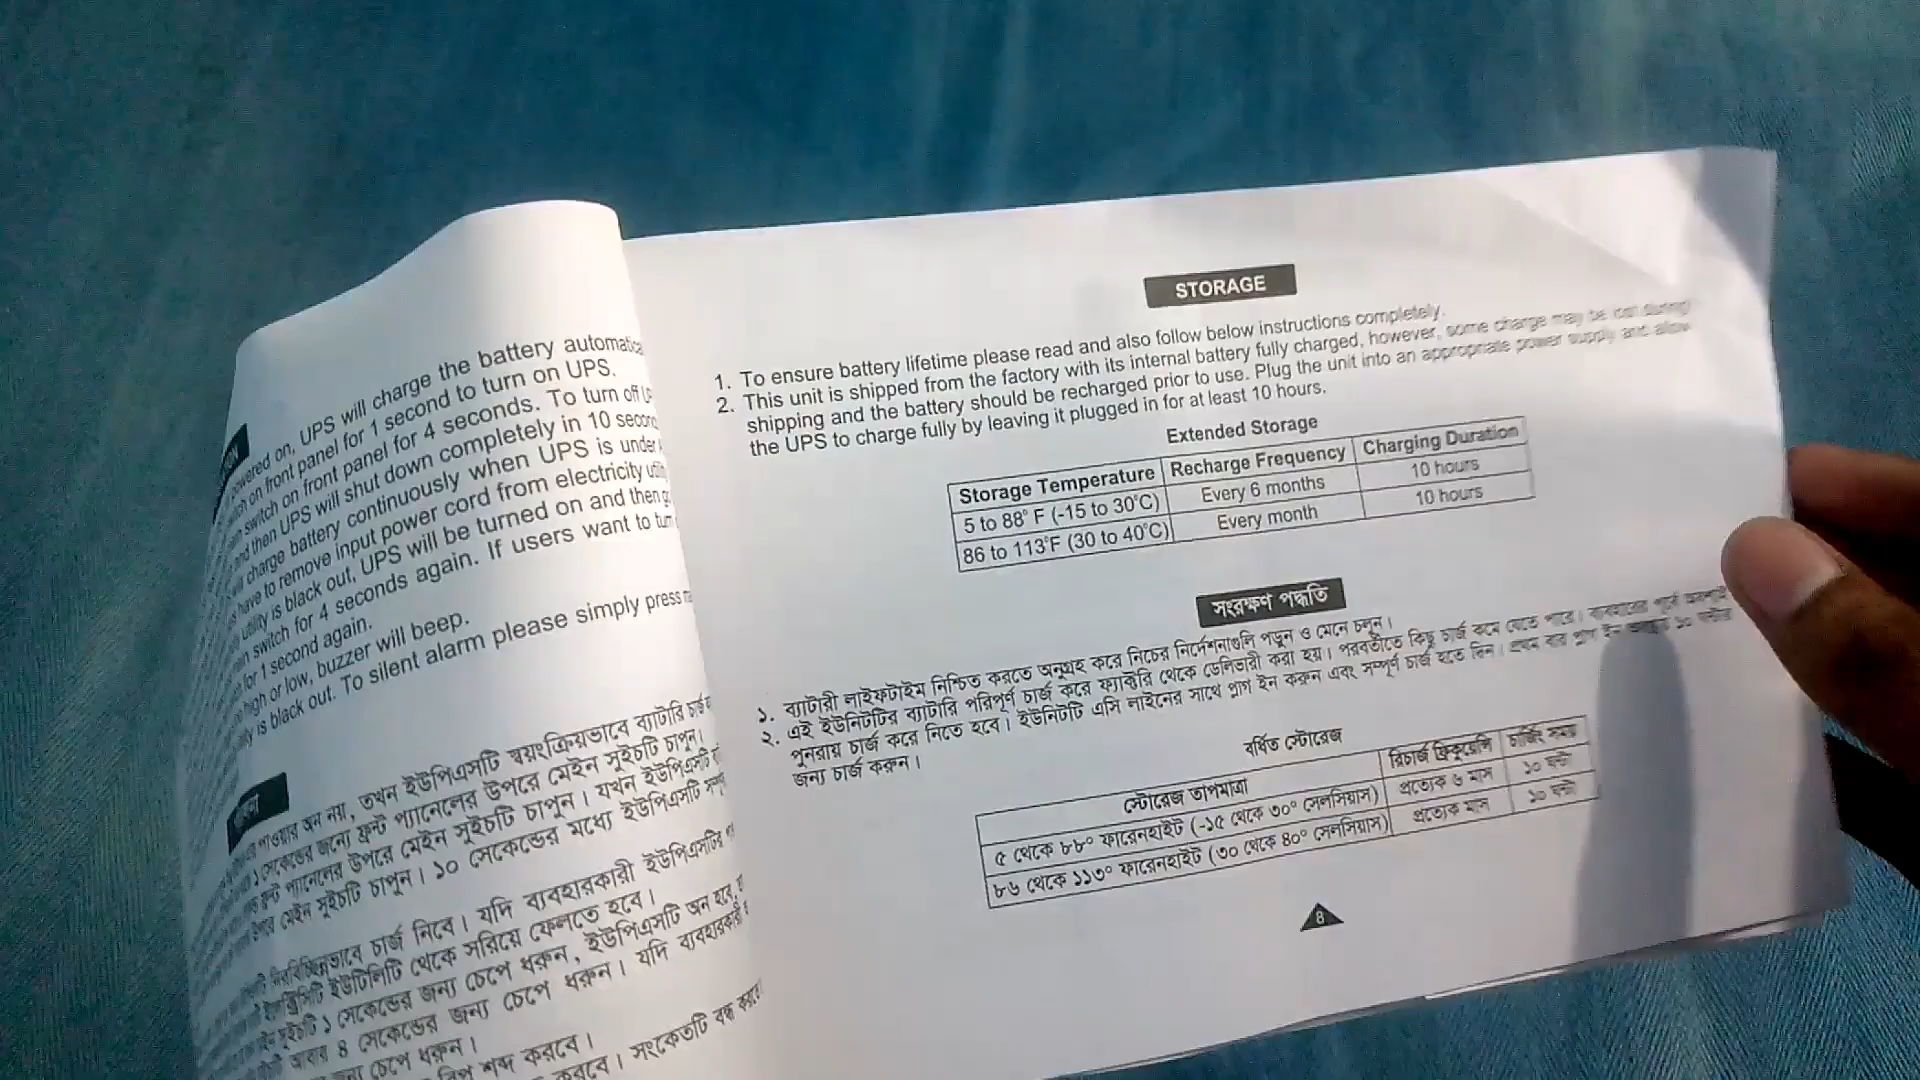 powered on, UPS will charge the battery
on front panel for 1 second to turn on UPS.
switch on front panel for 4 seconds. To turn off
and then UPS will shut down completely in 10
charge battery continuously when UPS is under
have to remove input power cord from electricity
utility is black out, UPS will be turned on and then
switch for 4 seconds again. If users want to
for 1 second again.
high or low, buzzer will beep.
is black out. To silent alarm please simply press
পাওয়ার অন নয়, তখন ইউপিএসটি স্বয়ংক্রিয়ভাবে ব্যাটারি চার্জ
১ সেকেন্ডের জন্যে ফ্রন্ট প্যানেলের উপরে মেইন সুইচটি চাপুন।
ফ্রন্ট প্যানেলের উপরে মেইন সুইচটি চাপুন। যখন ইউপিএসটি
মেইন সুইচটি চাপুন। ১০ সেকেন্ডের মধ্যে ইউপিএসটি
চার্জ নিবে। যদি ব্যবহারকারী ইউপিএসটির
ইউটিলিটি থেকে সরিয়ে ফেলতে হবে।
সুইচটি ১ সেকেন্ডের জন্য চেপে ধরুন, ইউপিএসটি অন হবে,
আবার ৪ সেকেন্ডের জন্য চেপে ধরুন। যদি ব্যবহারকারী
চেপে ধরুন।
শব্দ করবে।
করবে। সংকেতটি বন্ধ করতে
STORAGE
1. To ensure battery lifetime please read and also follow below instructions completely.
2. This unit is shipped from the factory with its internal battery fully charged, however, some charge may be lost during
shipping and the battery should be recharged prior to use. Plug the unit into an appropriate power supply and allow
the UPS to charge fully by leaving it plugged in for at least 10 hours.
Extended Storage
Storage Temperature Recharge Frequency Charging Duration
5 to 88°F (-15 to 30°C) Every 6 months 10 hours
86 to 113°F (30 to 40°C) Every month 10 hours
সংরক্ষণ পদ্ধতি
১. ব্যাটারী লাইফটাইম নিশ্চিত করতে অনুগ্রহ করে নিচের নির্দেশনাগুলি পড়ুন ও মেনে চলুন।
২. এই ইউনিটটির ব্যাটারি পরিপূর্ণ চার্জ করে ফ্যাক্টরি থেকে ডেলিভারী করা হয়। পরবর্তীতে কিছু চার্জ কমে যেতে পারে। ব্যবহারের পূর্বে অবশ্যই
পুনরায় চার্জ করে নিতে হবে। ইউনিটটি এসি লাইনের সাথে প্লাগ ইন করুন এবং সম্পূর্ণ চার্জ হতে দিন। প্রথম বার প্লাগ ইন ১০ ঘন্টার
জন্য চার্জ করুন।
বর্ধিত স্টোরেজ
স্টোরেজ তাপমাত্রা রিচার্জ ফ্রিকুয়েন্সি চার্জিং সময়
৫ থেকে ৮৮° ফারেনহাইট (-১৫ থেকে ৩০° সেলসিয়াস) প্রত্যেক ৬ মাস ১০ ঘন্টা
৮৬ থেকে ১১৩° ফারেনহাইট (৩০ থেকে ৪০° সেলসিয়াস) প্রত্যেক মাস ১০ ঘন্টা
8